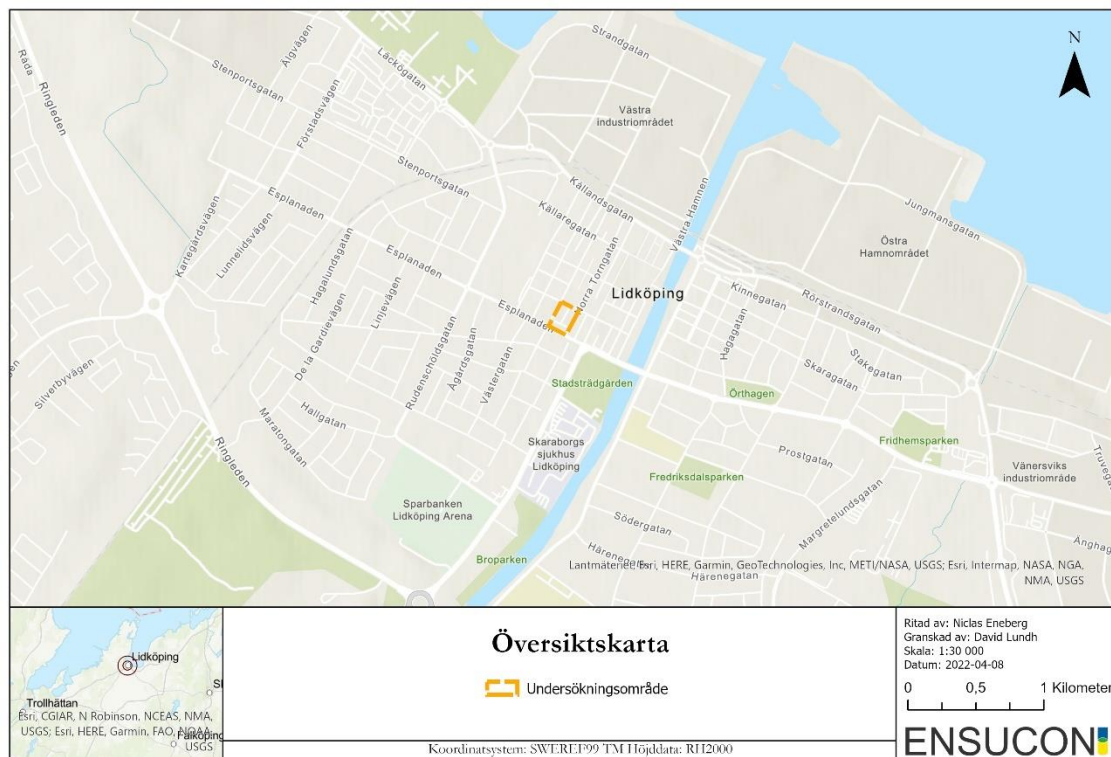 Strandgatan
Älgvägen
Läckögatan
Råda
Ringleden
Stenportsgatan
Förstadsvägen
Västra
industriområdet
N
Stenportsgatan
Kållandsgatan
Källaregatan
Västra Hamnen
Jungmansgatan
Esplanaden
Kartegårdsvägen
Lunnelidsvägen
Hagalundsgatan
Esplanaden
Norra Torngatan
Östra
Hamnområdet
Lidköping
Kinnegatan
Rörstrandsgatan
Linjevägen
De la Gardievägen
Esplanaden
Hagagatan
Silverbyvägen
Rudenschöldsgatan
Ågårdsgatan
Västergatan
Skaragatan
Stakegatan
Stadsträdgården
Örthagen
Hallgatan
Maratongatan
Ringleden
Skaraborgs
sjukhus
Lidköping
Fridhemsparken
Prostgatan
Truvega
Vänersviks
industriområde
Fredriksdalsparken
Sparbanken
Lidköping Arena
Margretelundsgatan
Södergatan
Änghag
Broparken
Härenegatan
Härenegatan
Lantmäteriet, Esri, HERE, Garmin, GeoTechnologies, Inc, METI/NASA, USGS; Esri, Intermap, NASA, NGA,
NMA, USGS
Lidköping
Trollhättan
Falköping
Esri, CGIAR, N Robinson, NCEAS, NMA,
USGS; Esri, HERE, Garmin, FAO, NOAA,
USGS
Översiktskarta
Undersökningsområde
Koordinatsystem: SWEREF99 TM Höjddata: RH2000
Ritad av: Niclas Eneberg
Granskad av: David Lundh
Skala: 1:30 000
Datum: 2022-04-08
0 0,5 1 Kilometer
ENSUCON